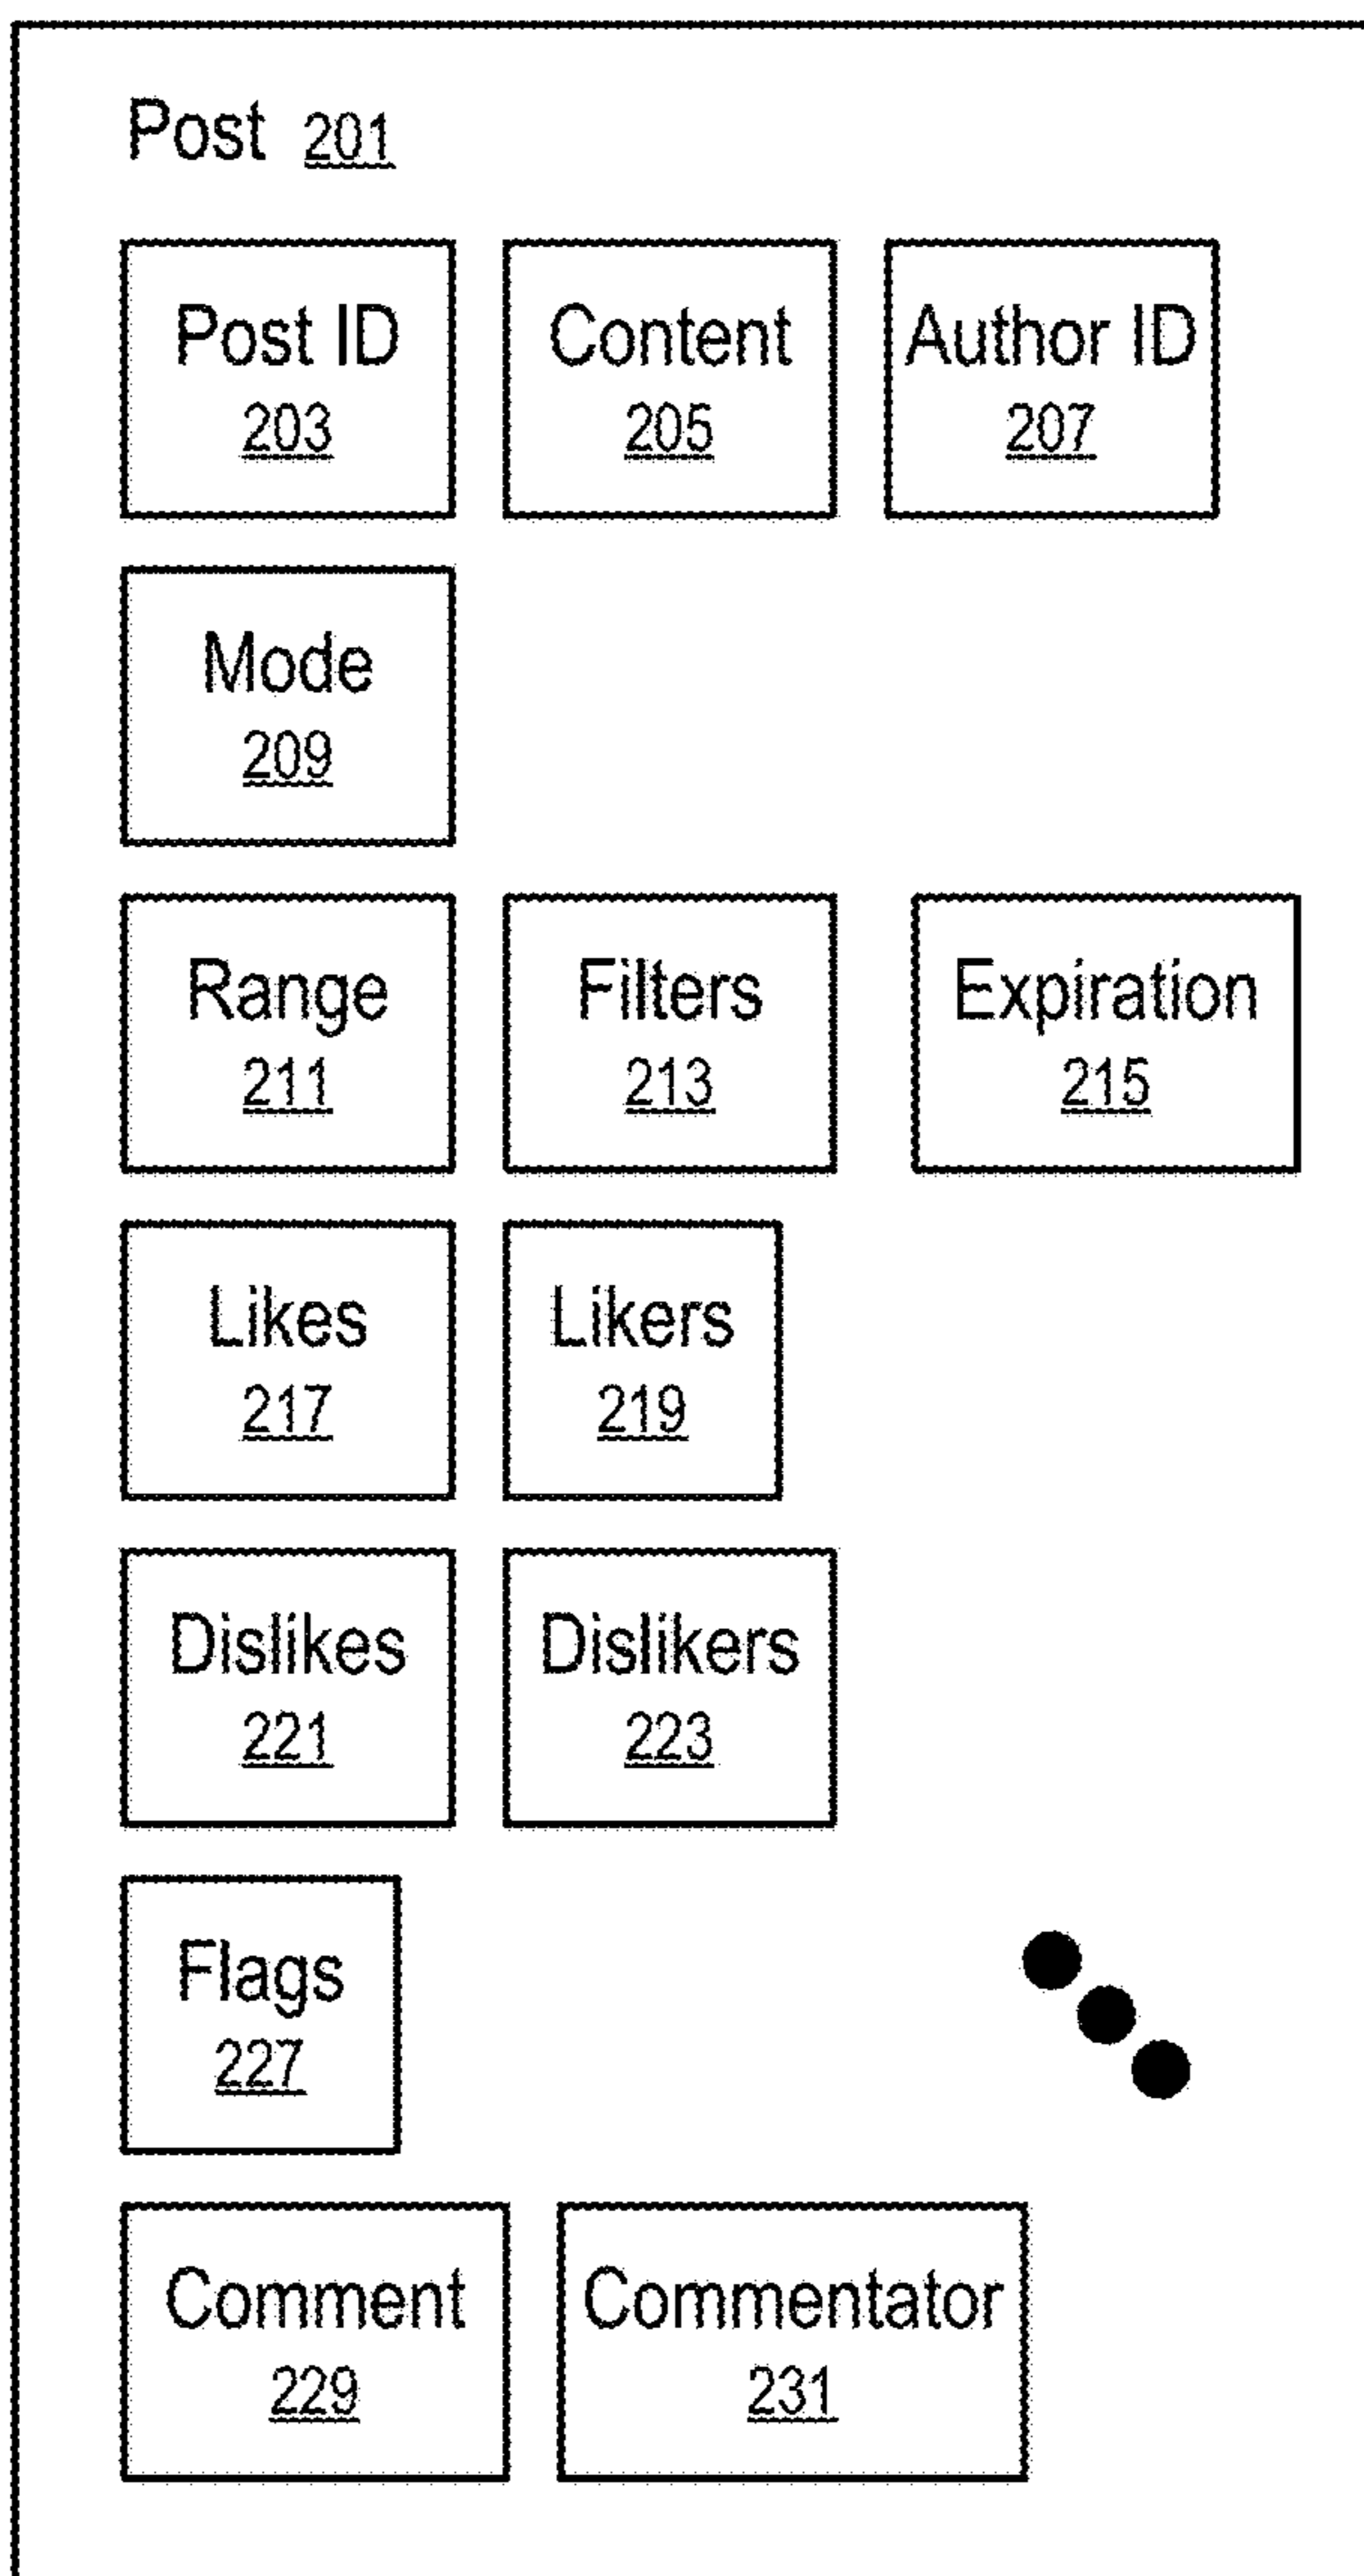 Post 201
Post ID Content Author ID
203 205 207
Mode
209
Range Filters Expiration
211 213 215
Likes Likers
217 219
Dislikes Dislikers
221 223
Flags
227
Comment Commentator
229 231